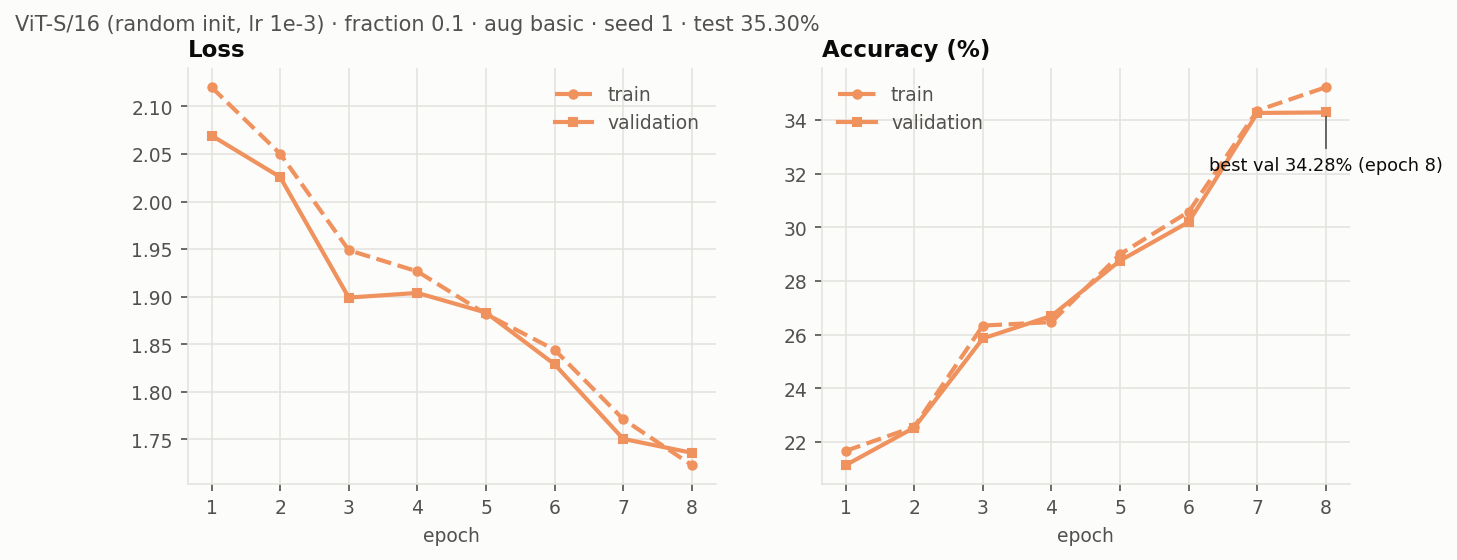 ViT-S/16 (random init, lr 1e-3) · fraction 0.1 · aug basic · seed 1 · test 35.30%
Loss
train
validation
2.10
2.05
2.00
1.95
1.90
1.85
1.80
1.75
1 2 3 4 5 6 7 8
epoch
Accuracy (%)
train
validation
34
32
30
28
26
24
22
best val 34.28% (epoch 8)
1 2 3 4 5 6 7 8
epoch